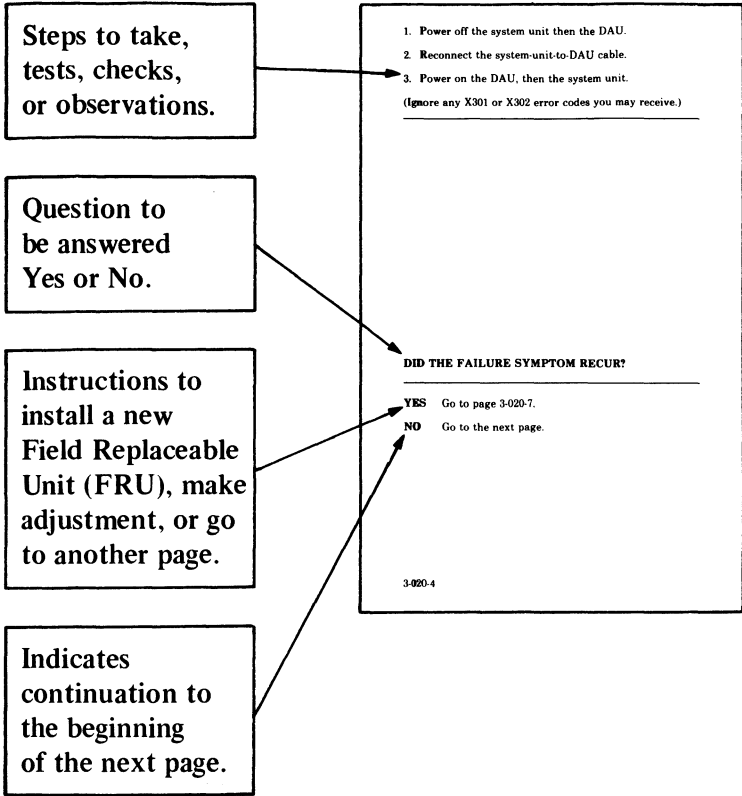 Steps to take,
tests, checks,
or observations.
Question to
be answered
Yes or No.
Instructions to
install a new
Field Replaceable
Unit (FRU), make
adjustment, or go
to another page.
Indicates
continuation to
the beginning
of the next page.
1. Power off the system unit then the DAU.
2. Reconnect the system-unit-to-DAU cable.
3. Power on the DAU, then the system unit.
(Ignore any X301 or X302 error codes you may receive.)
DID THE FAILURE SYMPTOM RECUR?
YES Go to page 3-020-7.
NO Go to the next page.
3-020-4